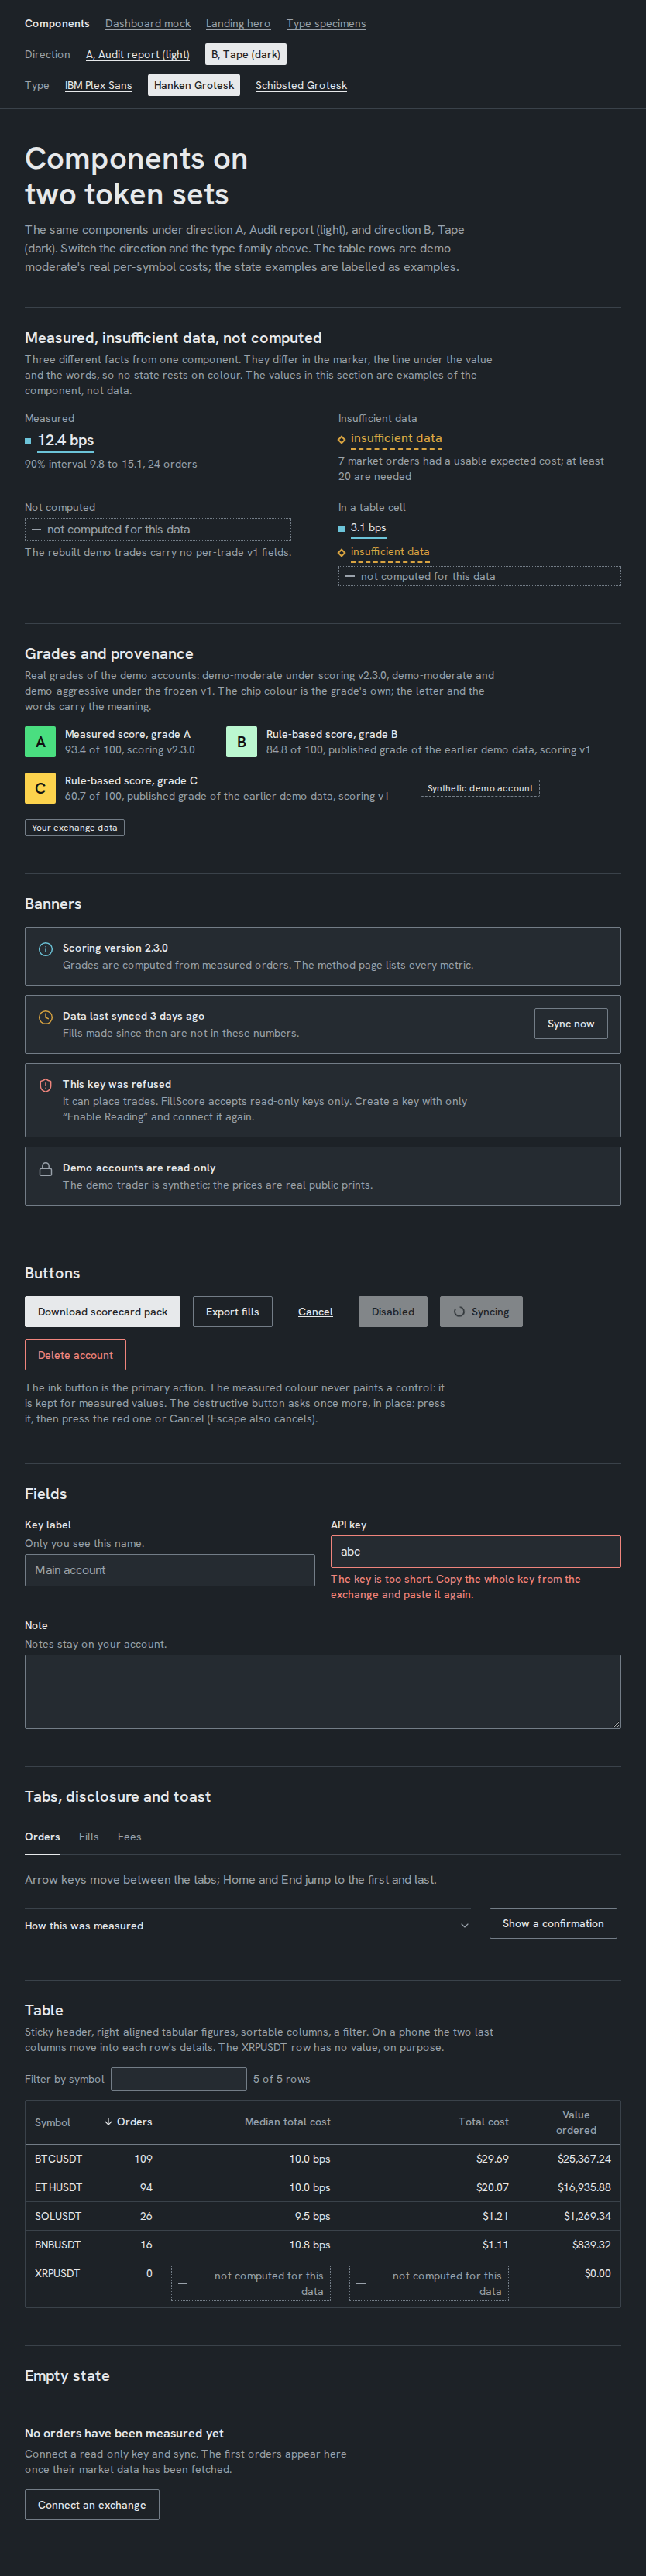 Components Dashboard mock Landing hero Type specimens
Direction A, Audit report (light) B, Tape (dark)
Type IBM Plex Sans Hanken Grotesk Schibsted Grotesk
Components on
two token sets
The same components under direction A, Audit report (light), and direction B, Tape
(dark). Switch the direction and the type family above. The table rows are demo-
moderate's real per-symbol costs; the state examples are labelled as examples.
Measured, insufficient data, not computed
Three different facts from one component. They differ in the marker, the line under the value
and the words, so no state rests on colour. The values in this section are examples of the
component, not data.
Measured
12.4 bps
90% interval 9.8 to 15.1, 24 orders
Insufficient data
insufficient data
7 market orders had a usable expected cost; at least
20 are needed
Not computed
— not computed for this data
The rebuilt demo trades carry no per-trade v1 fields.
In a table cell
3.1 bps
insufficient data
— not computed for this data
Grades and provenance
Real grades of the demo accounts: demo-moderate under scoring v2.3.0, demo-moderate and
demo-aggressive under the frozen v1. The chip colour is the grade's own; the letter and the
words carry the meaning.
A
Measured score, grade A
93.4 of 100, scoring v2.3.0
B
Rule-based score, grade B
84.8 of 100, published grade of the earlier demo data, scoring v1
C
Rule-based score, grade C
60.7 of 100, published grade of the earlier demo data, scoring v1
Synthetic demo account
Your exchange data
Banners
Scoring version 2.3.0
Grades are computed from measured orders. The method page lists every metric.
Data last synced 3 days ago
Fills made since then are not in these numbers.
Sync now
This key was refused
It can place trades. FillScore accepts read-only keys only. Create a key with only
“Enable Reading” and connect it again.
Demo accounts are read-only
The demo trader is synthetic; the prices are real public prints.
Buttons
Download scorecard pack Export fills Cancel Disabled Syncing
Delete account
The ink button is the primary action. The measured colour never paints a control: it
is kept for measured values. The destructive button asks once more, in place: press
it, then press the red one or Cancel (Escape also cancels).
Fields
Key label
Only you see this name.
Main account
API key
abc
The key is too short. Copy the whole key from the
exchange and paste it again.
Note
Notes stay on your account.
Tabs, disclosure and toast
Orders Fills Fees
Arrow keys move between the tabs; Home and End jump to the first and last.
How this was measured
Show a confirmation
Table
Sticky header, right-aligned tabular figures, sortable columns, a filter. On a phone the two last
columns move into each row's details. The XRPUSDT row has no value, on purpose.
Filter by symbol 5 of 5 rows
Symbol ↓ Orders Median total cost Total cost Value
ordered
BTCUSDT 109 10.0 bps $29.69 $25,367.24
ETHUSDT 94 10.0 bps $20.07 $16,935.88
SOLUSDT 26 9.5 bps $1.21 $1,269.34
BNBUSDT 16 10.8 bps $1.11 $839.32
XRPUSDT 0 — not computed for this — not computed for this $0.00
data data
Empty state
No orders have been measured yet
Connect a read-only key and sync. The first orders appear here
once their market data has been fetched.
Connect an exchange